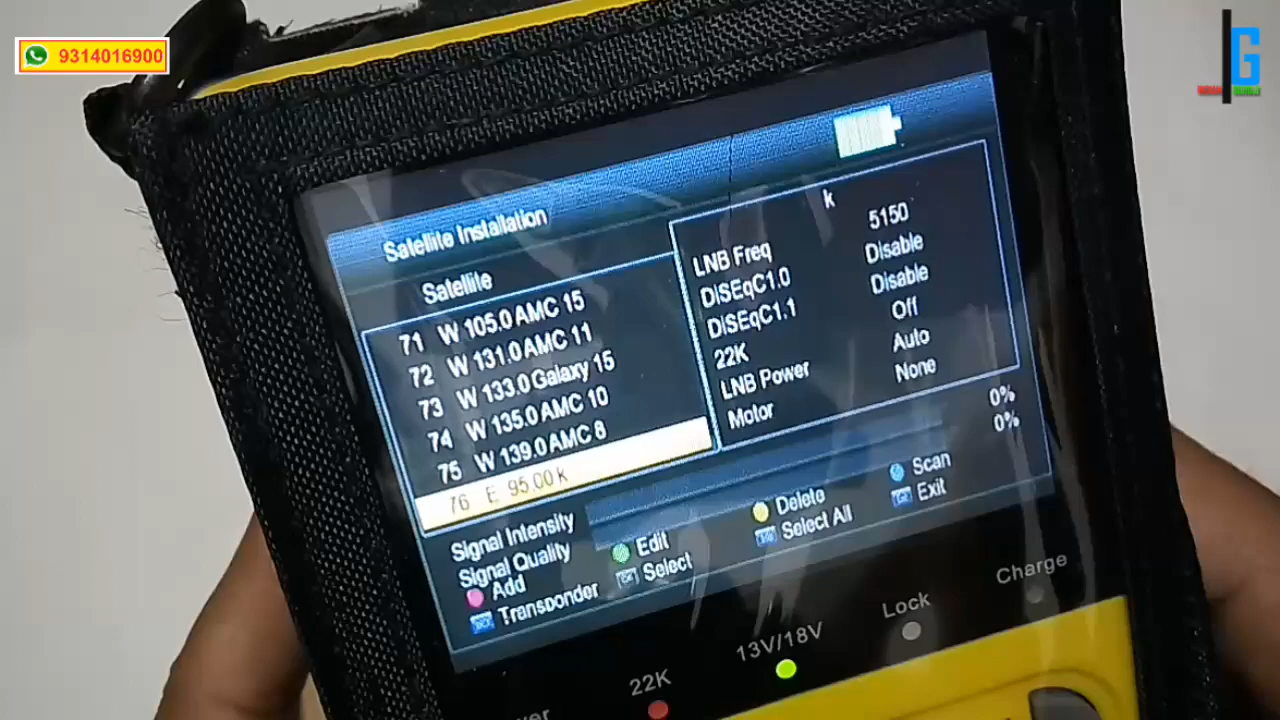 9314016900
Satellite Installation
Satellite
71 W 105.0 AMC 15
72 W 131.0 AMC 11
73 W 133.0 Galaxy 15
74 W 135.0 AMC 10
75 W 139.0 AMC 8
76 E 95.00 k
k
LNB Freq 5150
DISEqC1.0 Disable
DISEqC1.1 Disable
22K Off
LNB Power Auto
Motor None
Signal Intensity 0%
Signal Quality 0%
Add Edit Delete Scan
Transponder Select Select All Exit
22K 13V/18V Lock Charge